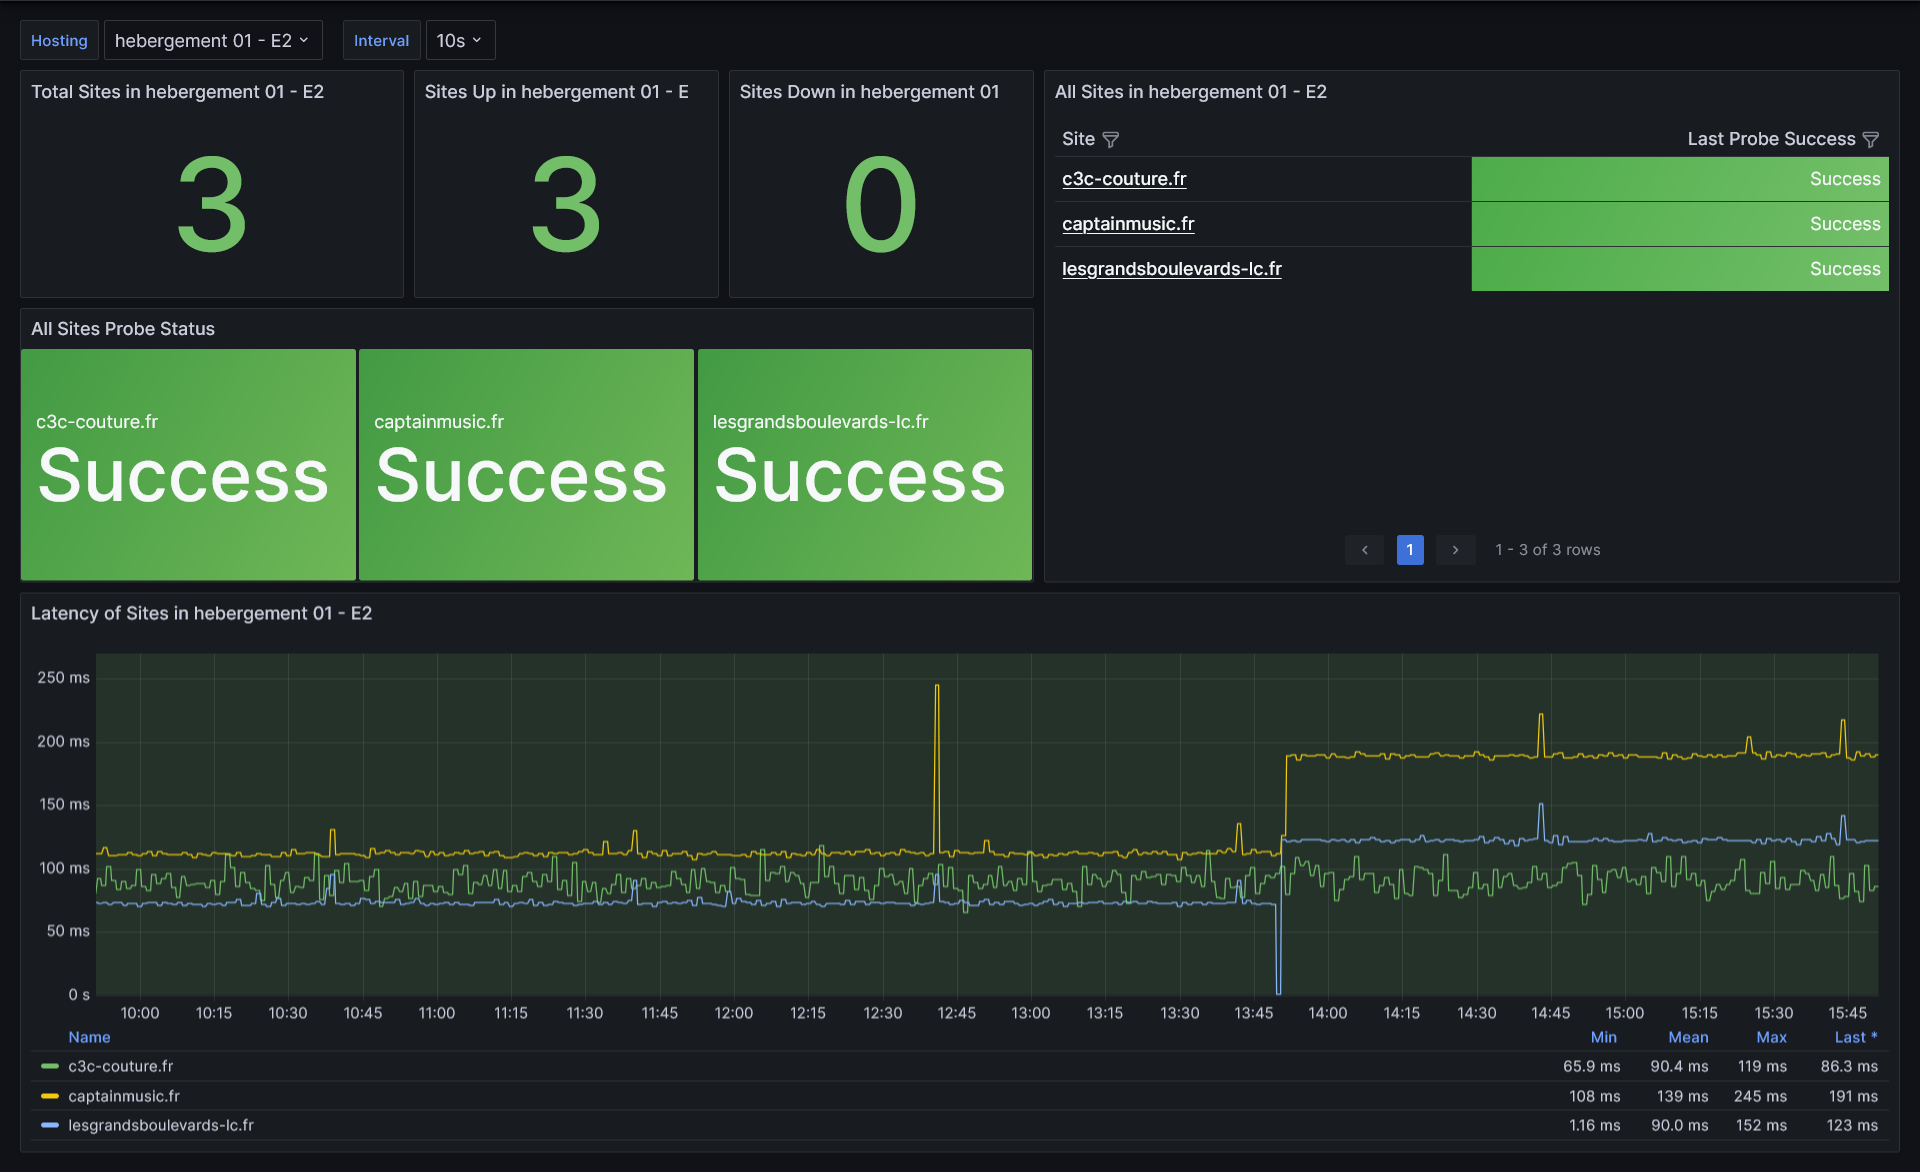 Hosting hebergement 01 - E2 Interval 10s
Total Sites in hebergement 01 - E2
3
Sites Up in hebergement 01 - E
3
Sites Down in hebergement 01
0
All Sites in hebergement 01 - E2
Site Last Probe Success
c3c-couture.fr Success
captainmusic.fr Success
lesgrandsboulevards-lc.fr Success
1 1 - 3 of 3 rows
All Sites Probe Status
c3c-couture.fr
Success
captainmusic.fr
Success
lesgrandsboulevards-lc.fr
Success
Latency of Sites in hebergement 01 - E2
250 ms
200 ms
150 ms
100 ms
50 ms
0 s
10:00 10:15 10:30 10:45 11:00 11:15 11:30 11:45 12:00 12:15 12:30 12:45 13:00 13:15 13:30 13:45 14:00 14:15 14:30 14:45 15:00 15:15 15:30 15:45
Name Min Mean Max Last *
c3c-couture.fr 65.9 ms 90.4 ms 119 ms 86.3 ms
captainmusic.fr 108 ms 139 ms 245 ms 191 ms
lesgrandsboulevards-lc.fr 1.16 ms 90.0 ms 152 ms 123 ms